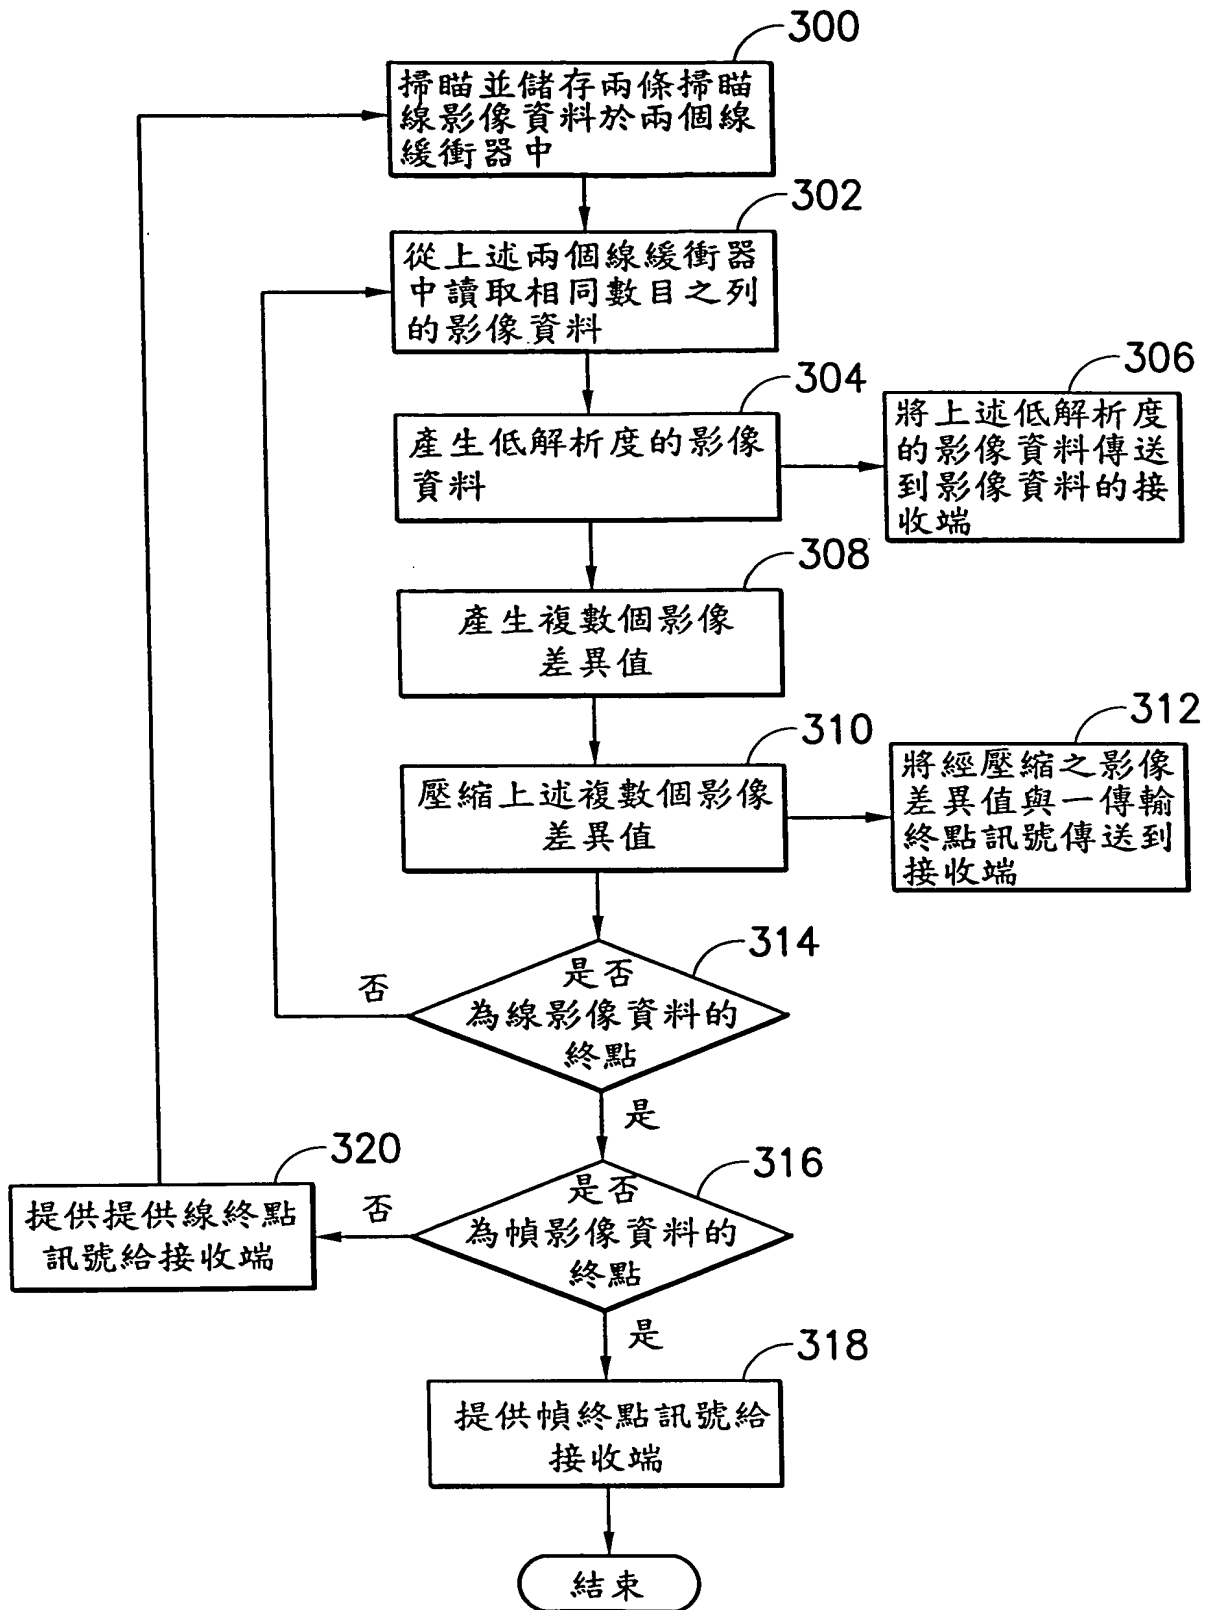 300
掃瞄並儲存兩條掃瞄
線影像資料於兩個線
緩衝器中
302
從上述兩個線緩衝器
中讀取相同數目之列
的影像資料
304
產生低解析度的影像
資料
306
將上述低解析度
的影像資料傳送
到影像資料的接
收端
308
產生複數個影像
差異值
310
壓縮上述複數個影像
差異值
312
將經壓縮之影像
差異值與一傳輸
終點訊號傳送到
接收端
314
是否
為線影像資料的
終點
否
是
316
是否
為幀影像資料的
終點
否
是
320
提供提供線終點
訊號給接收端
318
提供幀終點訊號給
接收端
結束